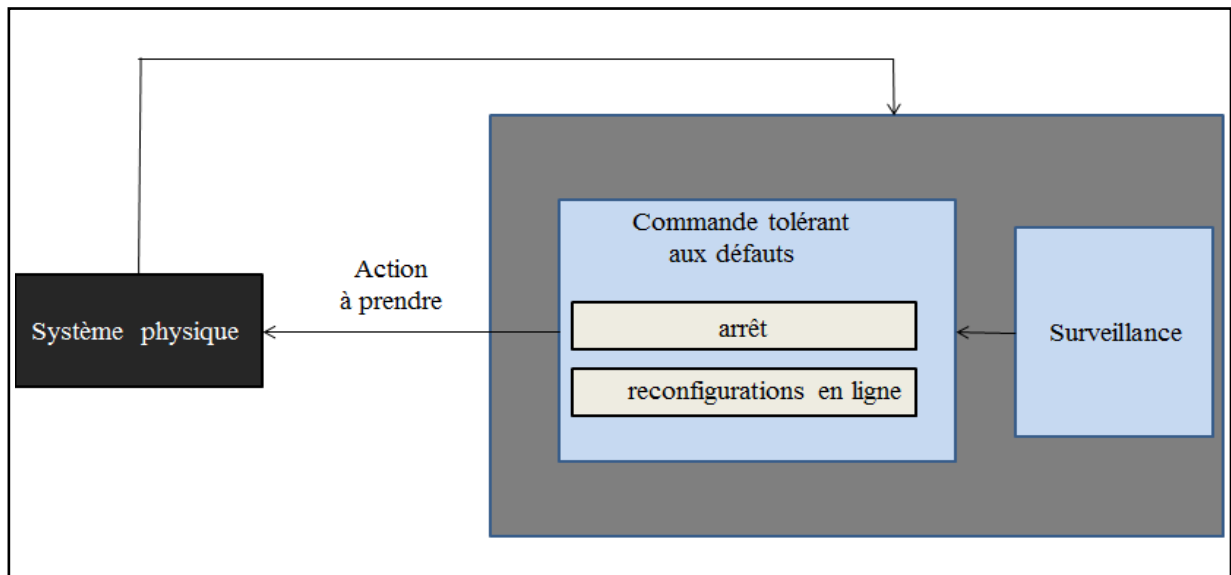 Commande tolérant
aux défauts
Action
à prendre
Système physique
arrêt
Surveillance
reconfigurations en ligne